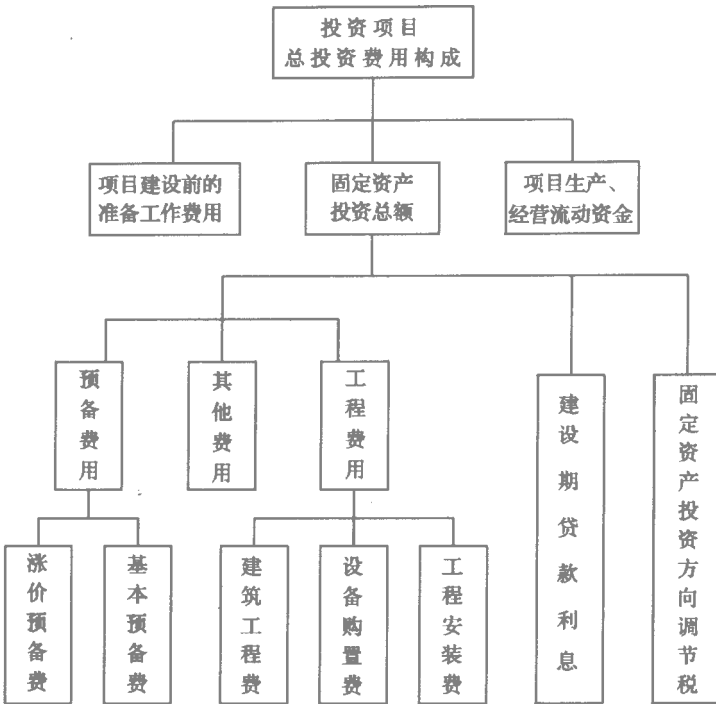 投资项目
总投资费用构成
项目建设前的
准备工作费用
固定资产
投资总额
项目生产、
经营流动资金
预备费用
其他费用
工程费用
建设期贷款利息
固定资产投资方向调节税
涨价预备费
基本预备费
建筑工程费
设备购置费
工程安装费